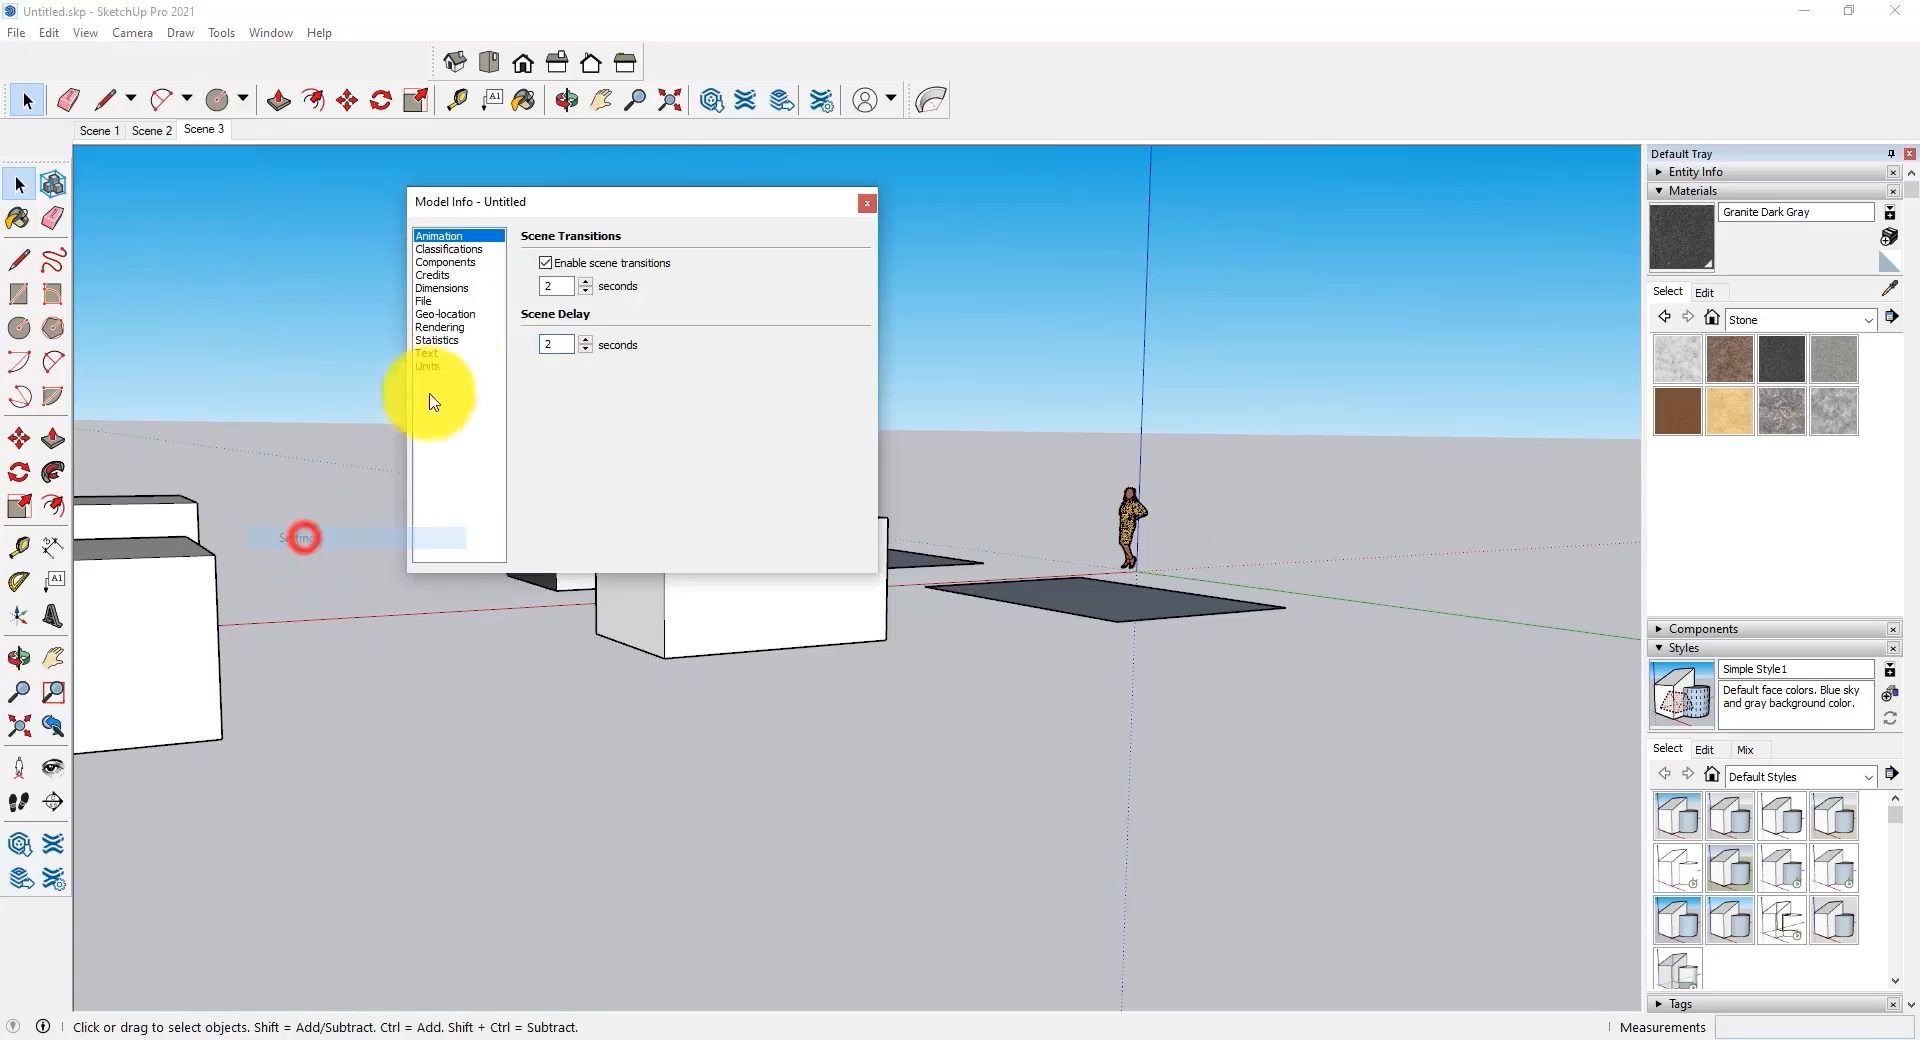 Untitled.skp - SketchUp Pro 2021
File Edit View Camera Draw Tools Window Help
A1
Scene 1 Scene 2 Scene 3
Model Info - Untitled
Animation
Classifications
Components
Credits
Dimensions
File
Geo-location
Rendering
Statistics
Text
Units
Scene Transitions
Enable scene transitions
2 seconds
Scene Delay
2 seconds
A1
Default Tray
Entity Info
Materials
Granite Dark Gray
Select Edit
Stone
Components
Styles
Simple Style1
Default face colors. Blue sky
and gray background color.
Select Edit Mix
Default Styles
Tags
Click or drag to select objects. Shift = Add/Subtract. Ctrl = Add. Shift + Ctrl = Subtract.
Measurements